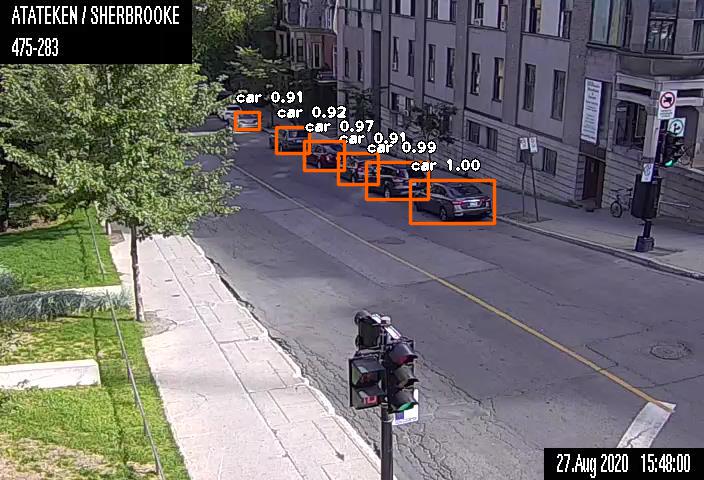 ATATEKEN / SHERBROOKE
475-283
car 0.91
car 0.92
car 0.97
car 0.91
car 0.99
car 1.00
27.Aug 2020 15:48:00